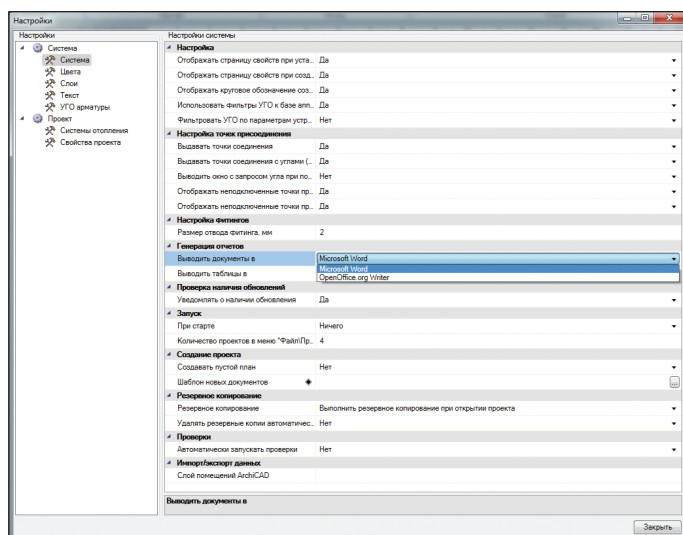 Настройки
Настройки
Система
Система
Цвета
Слои
Текст
УГО арматуры
Проект
Системы отопления
Свойства проекта
Настройки системы
Настройка
Отображать страницу свойств при уста... Да
Отображать страницу свойств при созд... Да
Отображать круговое обозначение соз... Да
Использовать Фильтры УГО к базе апп... Да
Фильтровать УГО по параметрам устр... Нет
Настройка точек присоединения
Выдавать точки соединения Да
Выдавать точки соединения с углами (... Да
Выводить окно с запросом угла при по... Нет
Отображать неподключенные точки пр... Да
Отображать неподключенные точки пр... Да
Настройка фитингов
Размер отвода фитинга, мм 2
Генерация отчетов
Выводить документы в Microsoft Word
Microsoft Word
Выводить таблицы в OpenOffice.org Writer
Проверка наличия обновлений
Уведомлять о наличии обновления Да
Запуск
При старте Ничего
Количество проектов в меню "Файл\Пр... 4
Создание проекта
Создавать пустой план Нет
Шаблон новых документов ...
Резервное копирование
Резервное копирование Выполнить резервное копирование при открытии проекта
Удалять резервные копии автоматичес... Нет
Проверки
Автоматически запускать проверки Нет
Импорт/экспорт данных
Слой помещений ArchiCAD
Выводить документы в
Закрыть